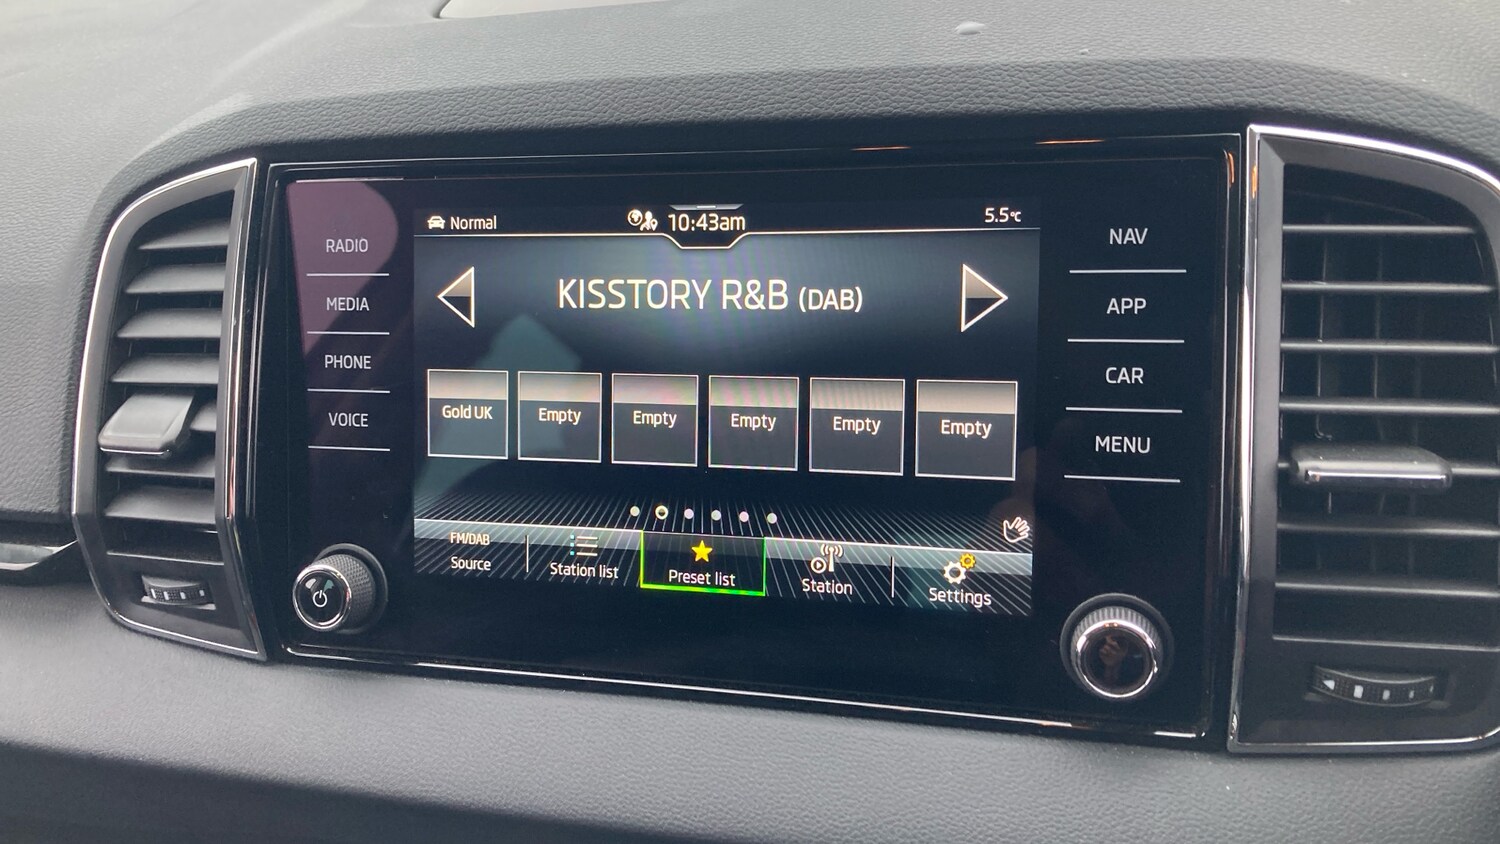 RADIO
MEDIA
PHONE
VOICE
Normal
10:43am
5.5°C
KISSTORY R&B (DAB)
Gold UK
Empty
Empty
Empty
Empty
Empty
FM/DAB
Source
Station list
Preset list
Station
Settings
NAV
APP
CAR
MENU